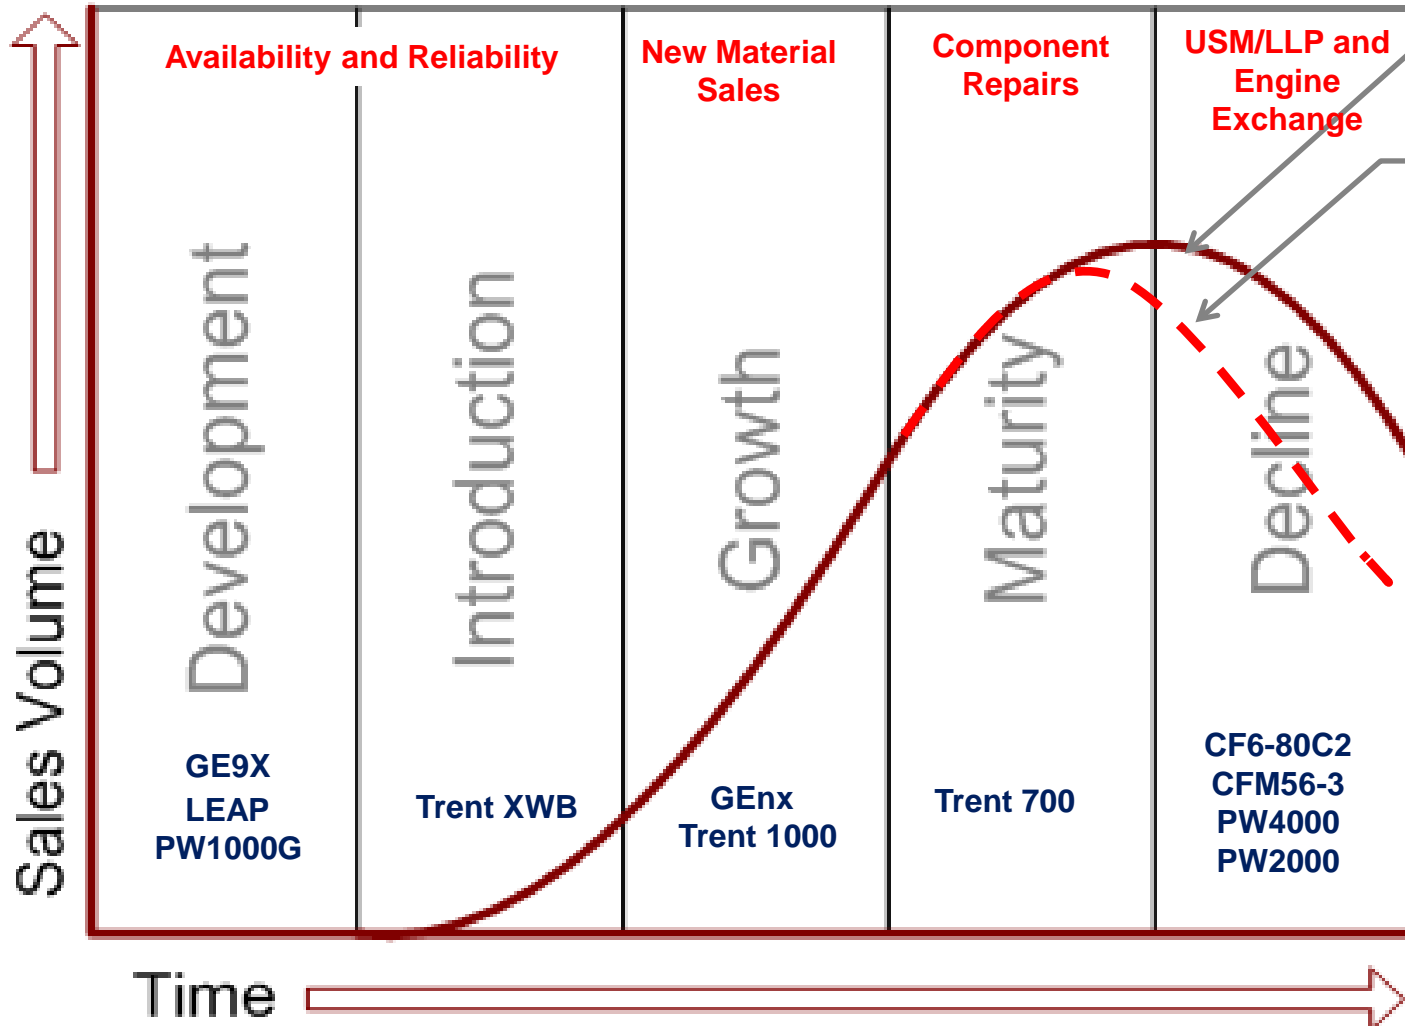 Availability and Reliability
New Material
Sales
Component
Repairs
USM/LLP and
Engine
Exchange
Development
Introduction
Growth
Maturity
Decline
GE9X
LEAP
PW1000G
Trent XWB
GEnx
Trent 1000
Trent 700
CF6-80C2
CFM56-3
PW4000
PW2000
Sales Volume
Time